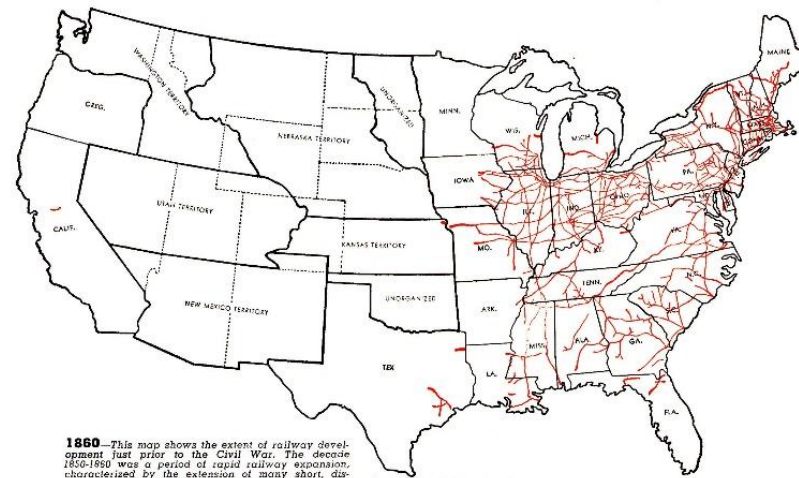 MAINE
WASHINGTON TERRITORY
OREG.
UNORGANIZED
MINN.
WIS.
MICH.
NEBRASKA TERRITORY
IOWA
PA.
OHIO
ILL.
IND.
UTAH TERRITORY
CALIF.
KANSAS TERRITORY
MO.
KY.
VA.
N.C.
TENN.
NEW MEXICO TERRITORY
UNORGANIZED
ARK.
S.C.
MISS.
ALA.
GA.
TEX
LA.
FLA.
1860—This map shows the extent of railway devel-
opment just prior to the Civil War. The decade
1850-1860 was a period of rapid railway expansion,
characterized by the extension of many short, dis-